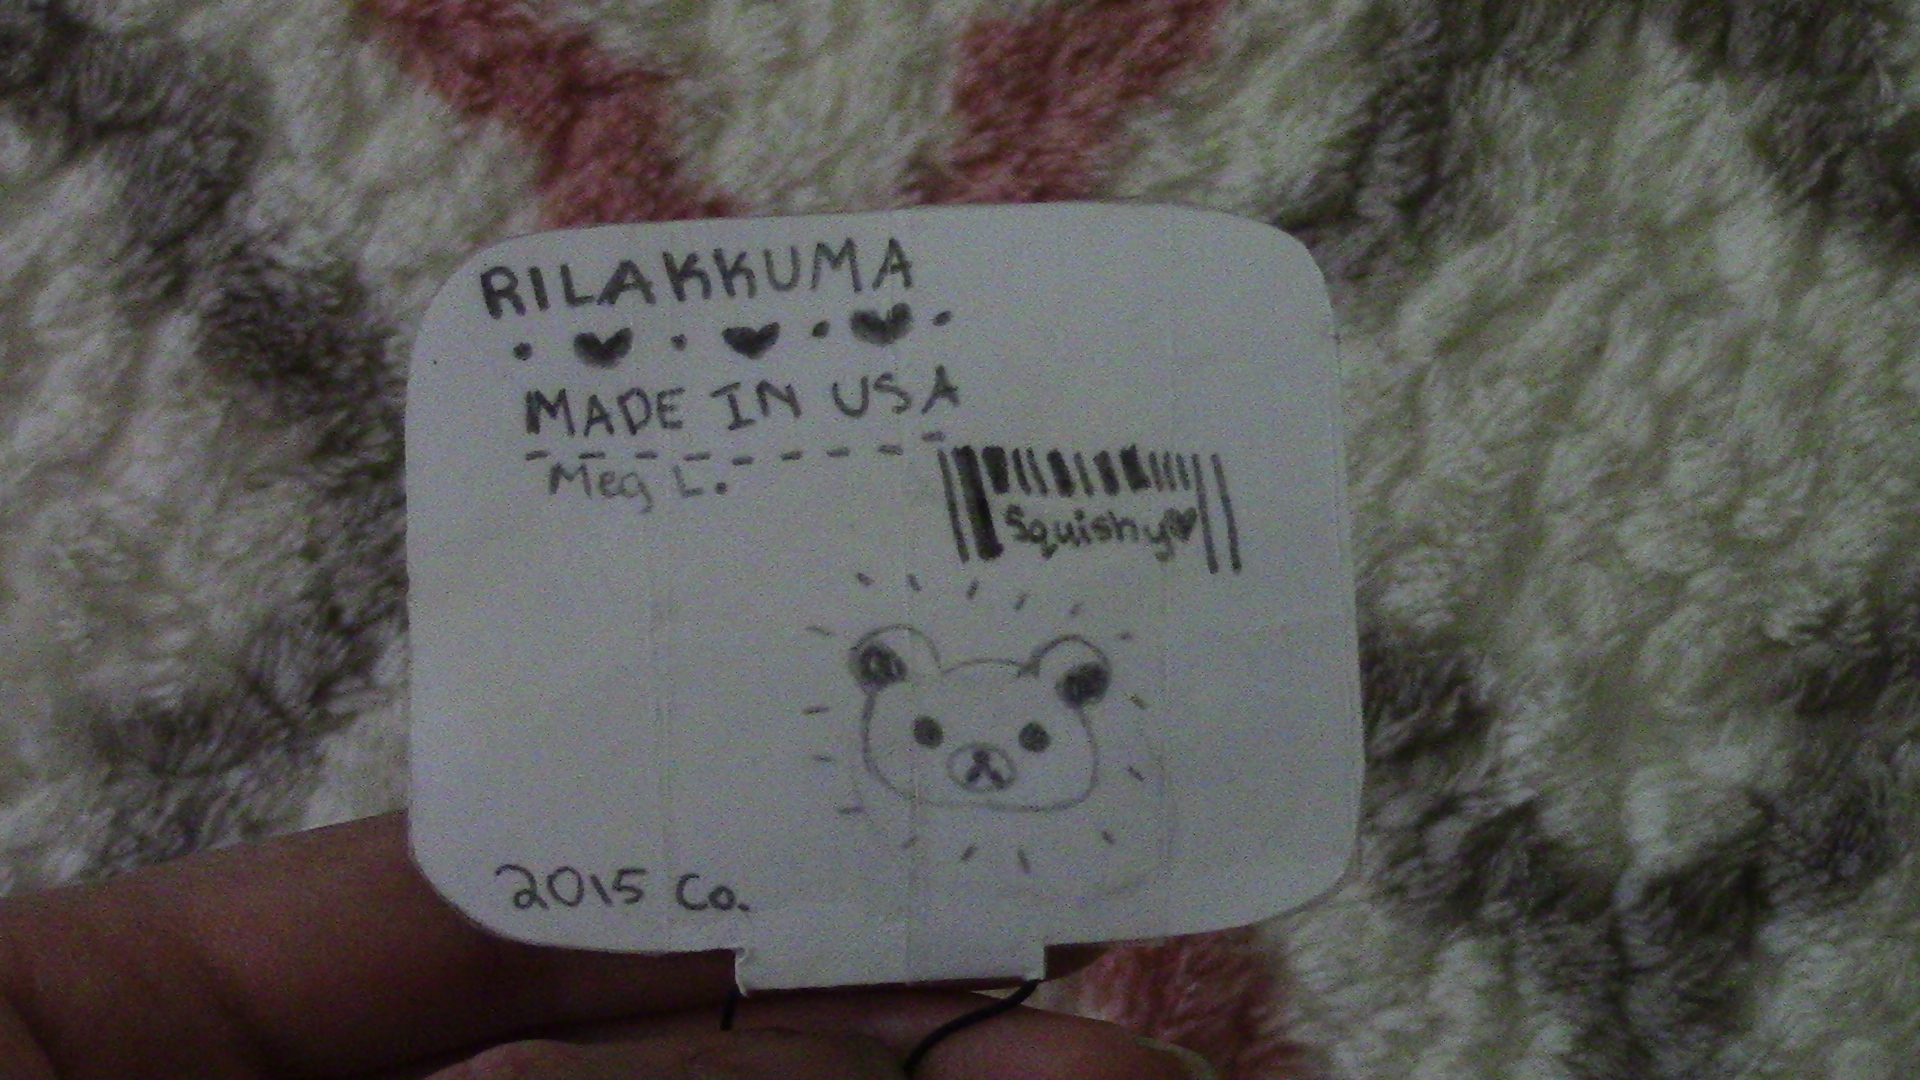 RILAKKUMA
MADE IN USA
Meg L.
Squishy
2015 Co.